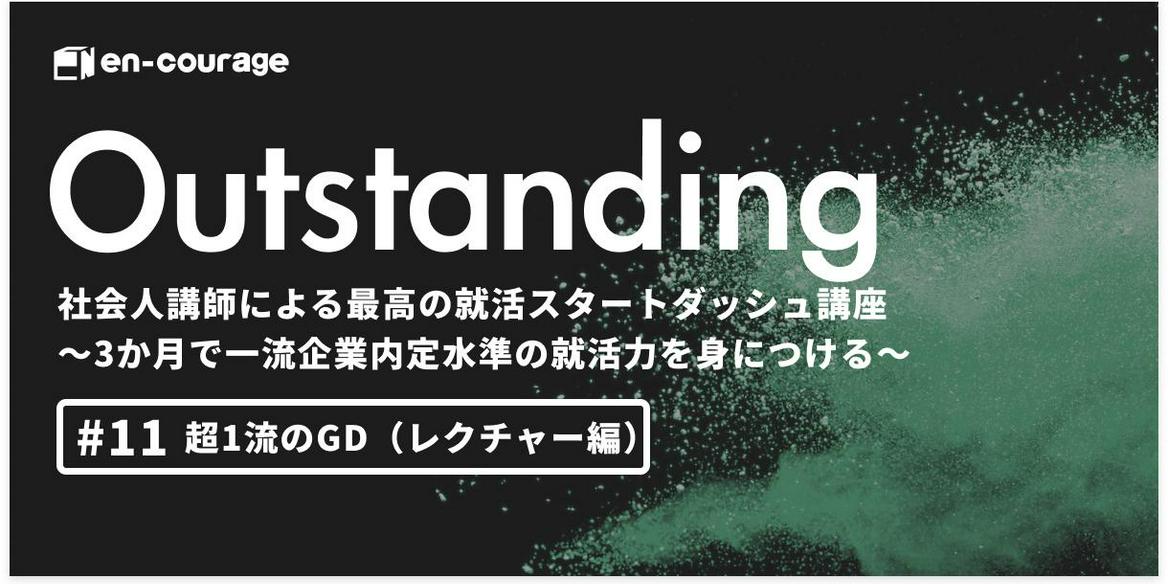 en-courage
Outstanding
社会人講師による最高の就活スタートダッシュ講座
～3か月で一流企業内定水準の就活力を身につける～
#11 超1流のGD（レクチャー編）